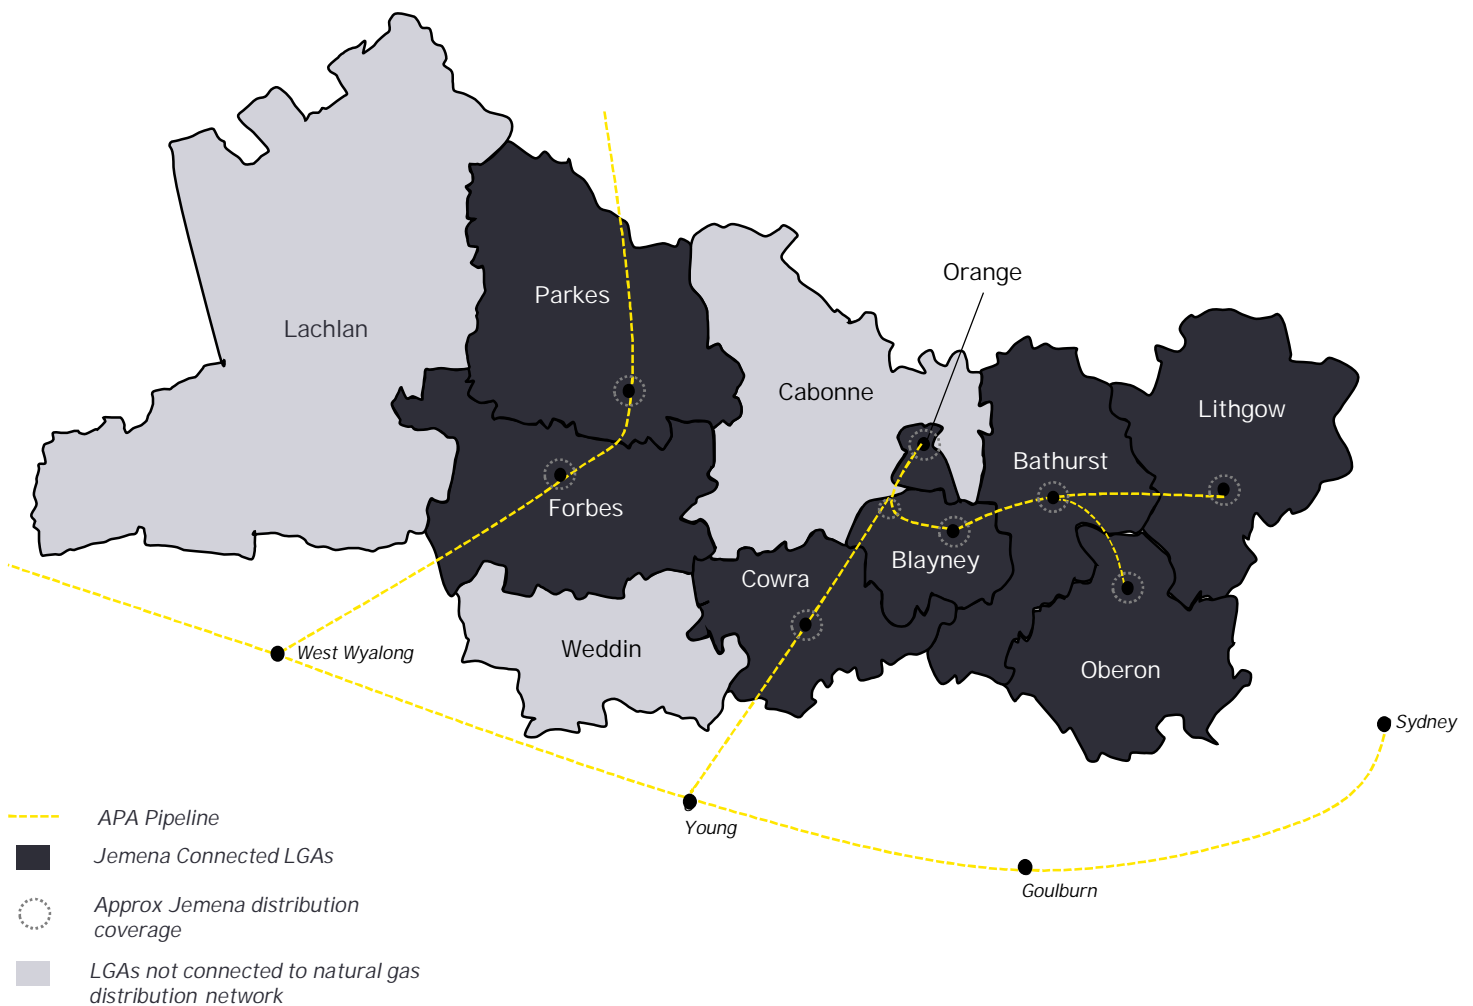 Orange
Parkes
Lachlan
Cabonne
Lithgow
Bathurst
Forbes
Blayney
Cowra
Weddin
West Wyalong
Oberon
Sydney
Young
Goulburn
APA Pipeline
Jemena Connected LGAs
Approx Jemena distribution
coverage
LGAs not connected to natural gas
distribution network